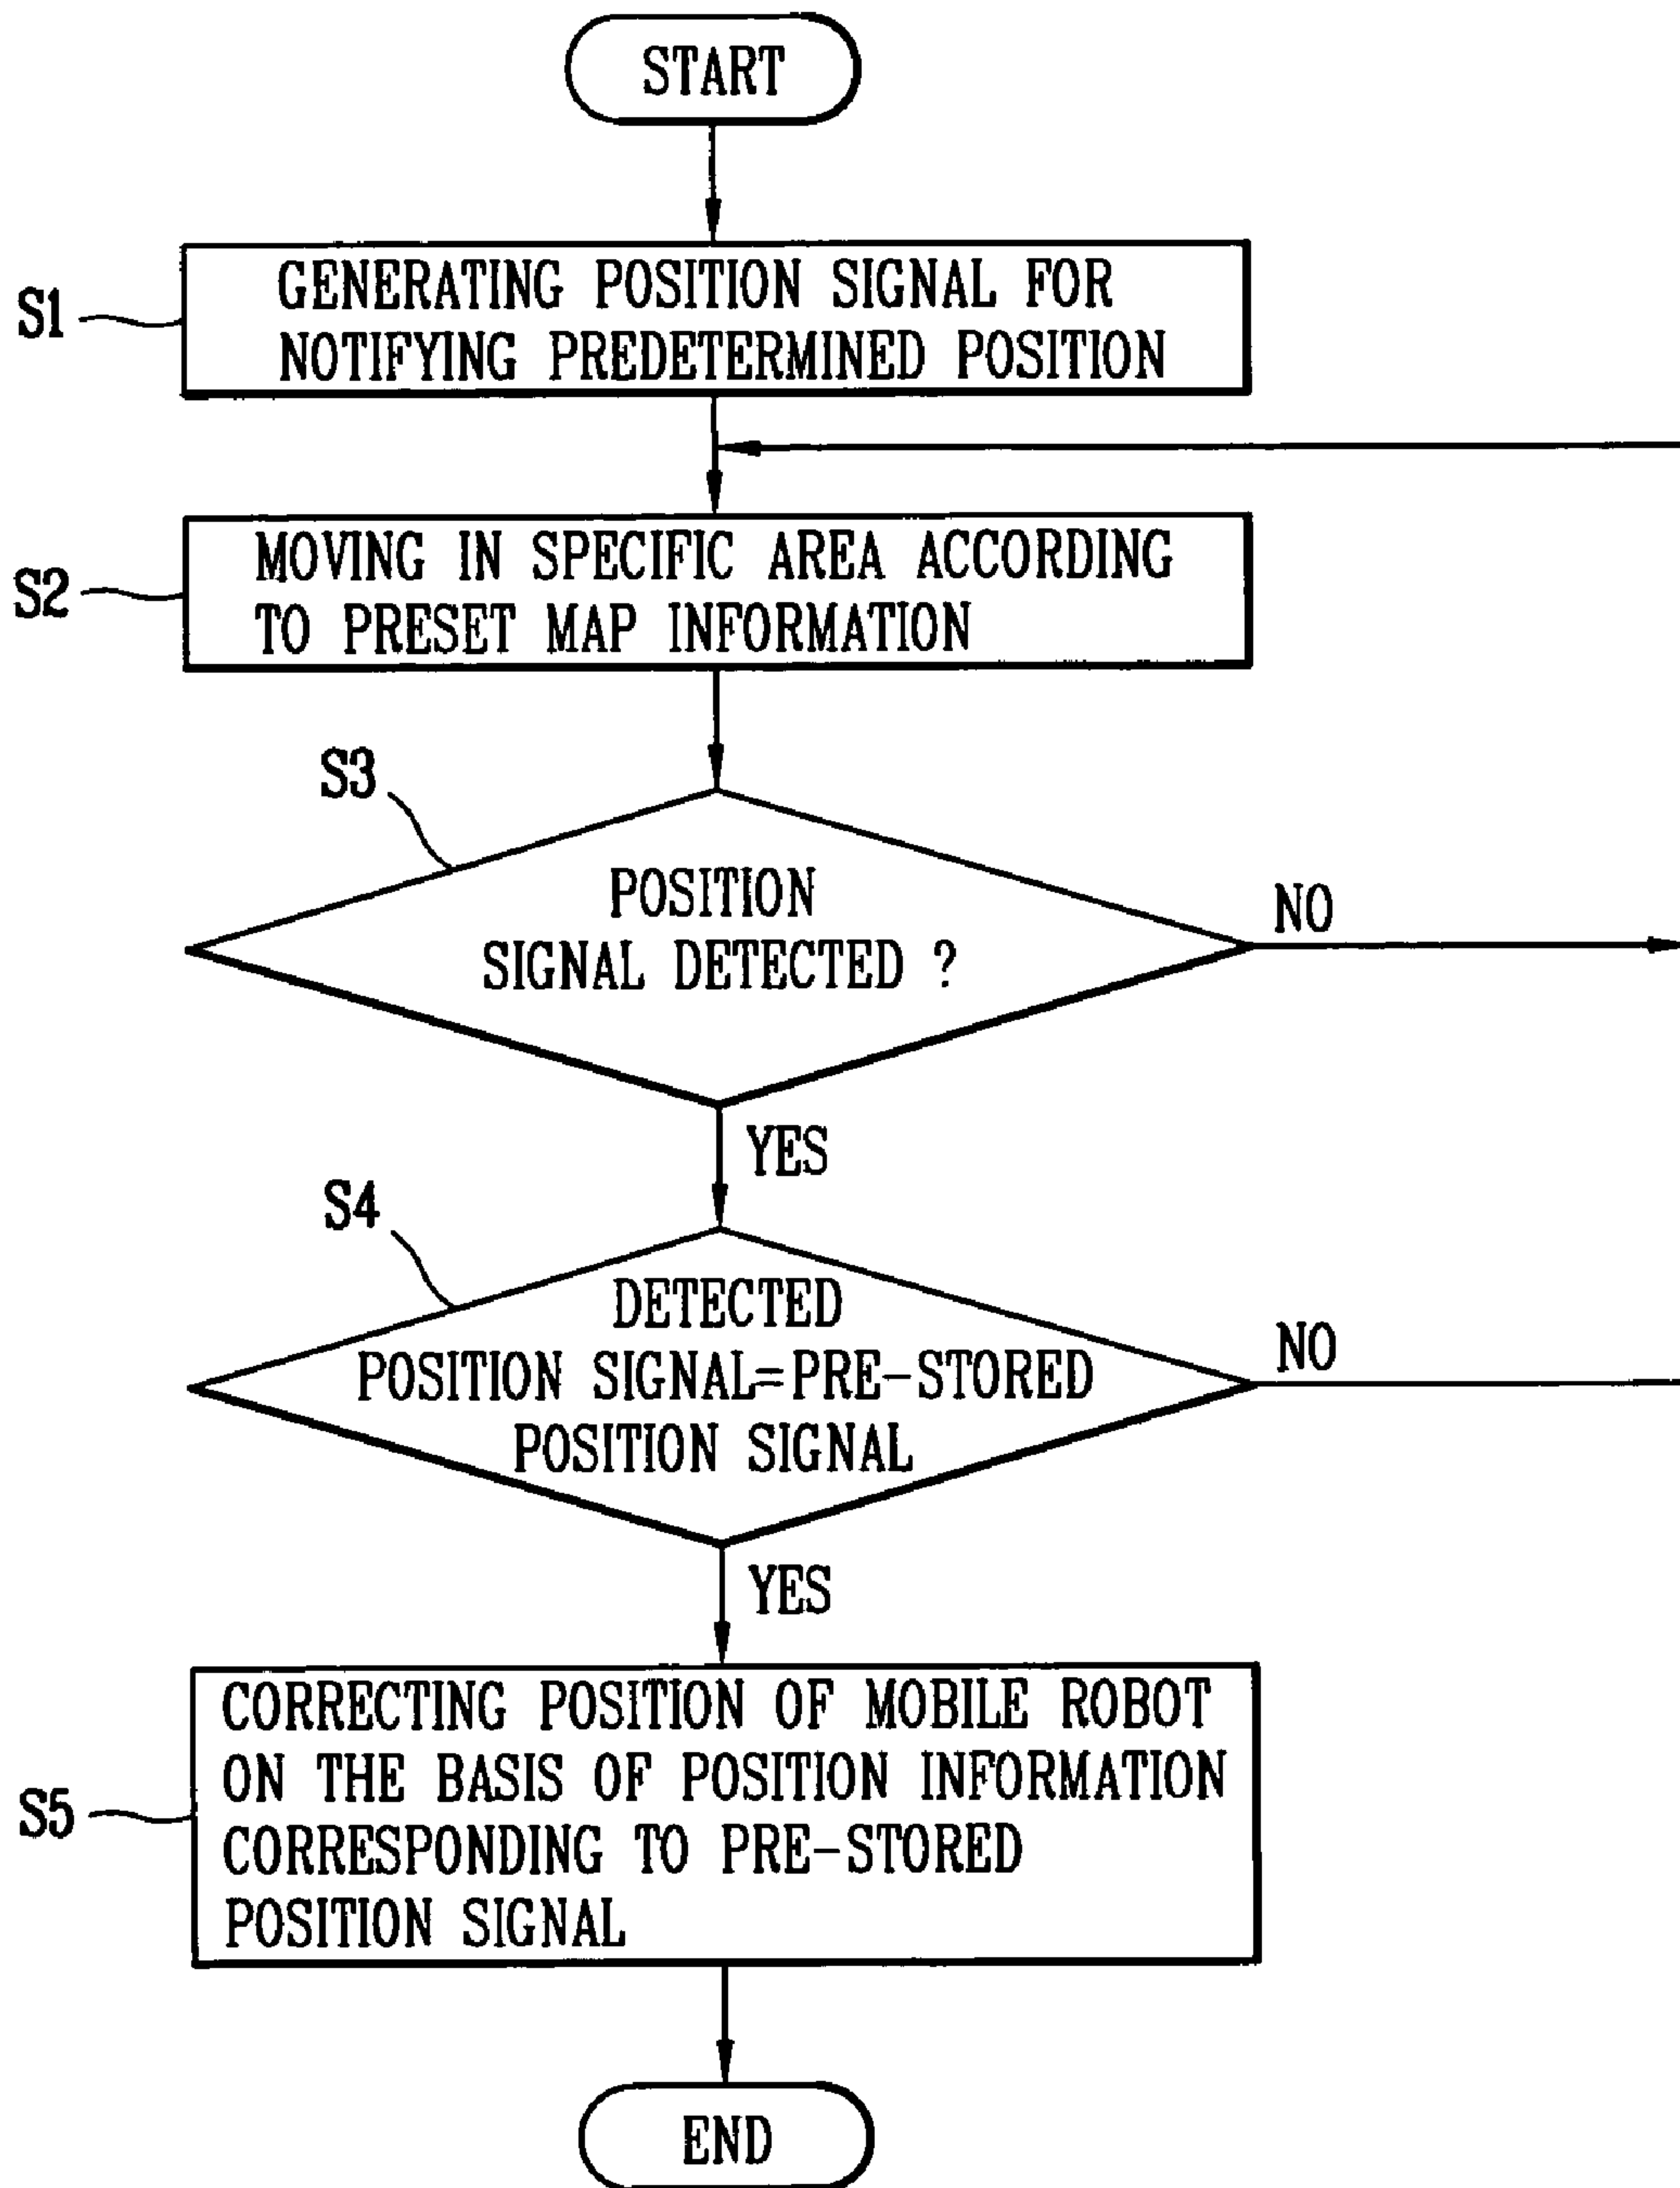 START
S1
GENERATING POSITION SIGNAL FOR
NOTIFYING PREDETERMINED POSITION
S2
MOVING IN SPECIFIC AREA ACCORDING
TO PRESET MAP INFORMATION
S3
POSITION
SIGNAL DETECTED ?
NO
YES
S4
DETECTED
POSITION SIGNAL=PRE-STORED
POSITION SIGNAL
NO
YES
S5
CORRECTING POSITION OF MOBILE ROBOT
ON THE BASIS OF POSITION INFORMATION
CORRESPONDING TO PRE-STORED
POSITION SIGNAL
END